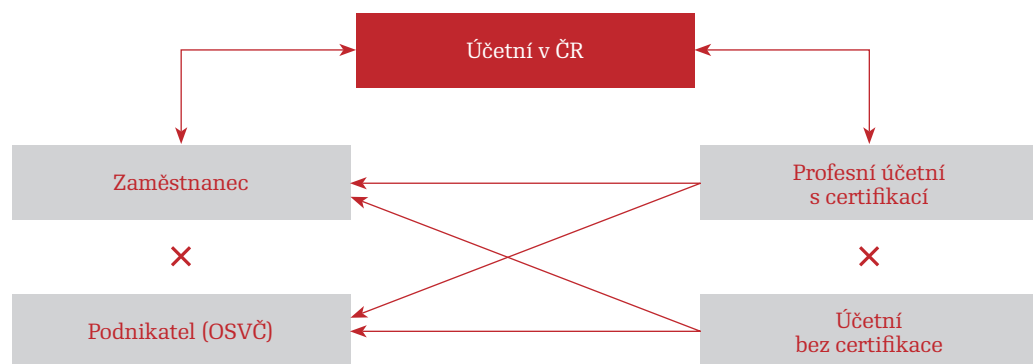 Účetní v ČR
Zaměstnanec
Profesní účetní
s certifikací
×
×
Podnikatel (OSVČ)
Účetní
bez certifikace